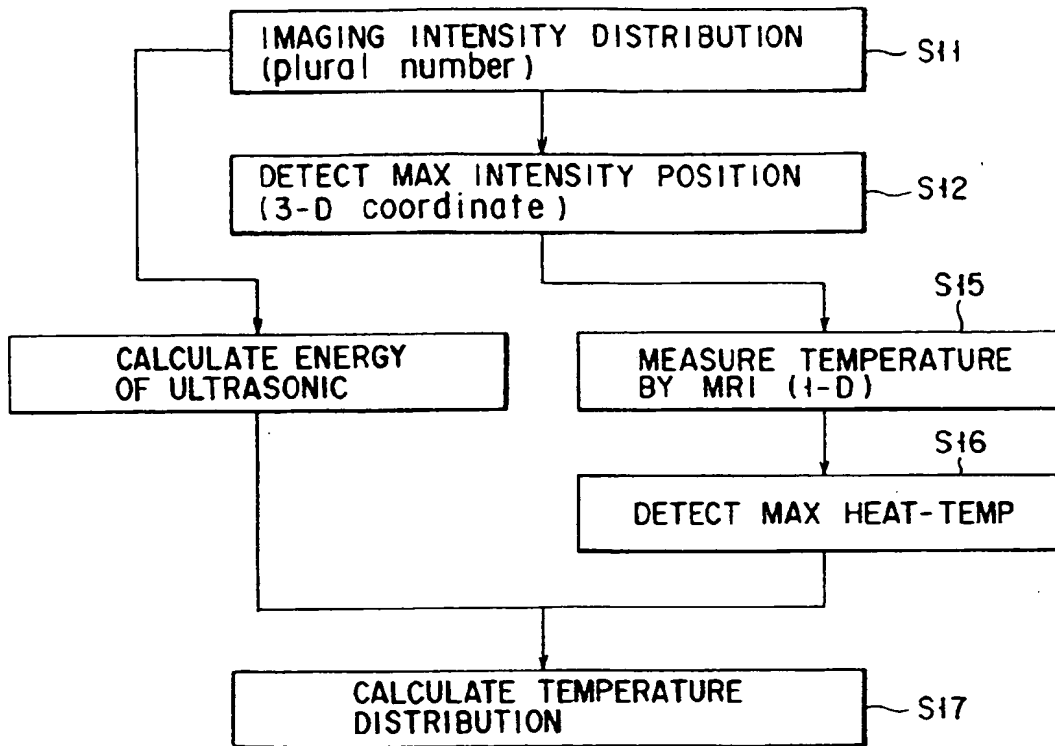 IMAGING INTENSITY DISTRIBUTION
(plural number)
S11
DETECT MAX INTENSITY POSITION
(3-D coordinate)
S12
CALCULATE ENERGY
OF ULTRASONIC
S15
MEASURE TEMPERATURE
BY MRI (1-D)
S16
DETECT MAX HEAT-TEMP
CALCULATE TEMPERATURE
DISTRIBUTION
S17